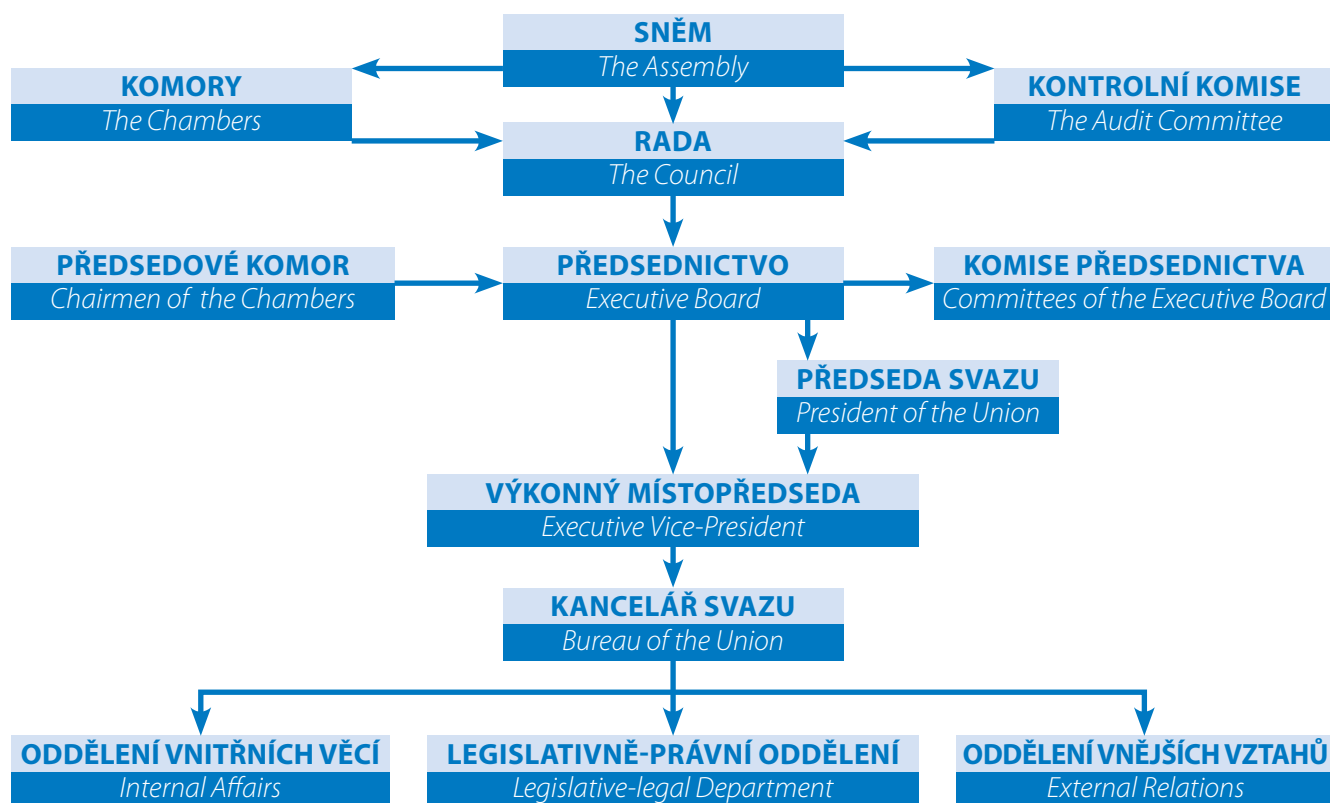 SNĚM
The Assembly
KOMORY
The Chambers
KONTROLNÍ KOMISE
The Audit Committee
RADA
The Council
PŘEDSEDOVÉ KOMOR
Chairmen of the Chambers
PŘEDSEDNICTVO
Executive Board
KOMISE PŘEDSEDNICTVA
Committees of the Executive Board
PŘEDSEDA SVAZU
President of the Union
VÝKONNÝ MÍSTOPŘEDSEDA
Executive Vice-President
KANCELÁŘ SVAZU
Bureau of the Union
ODDĚLENÍ VNITŘNÍCH VĚCÍ
Internal Affairs
LEGISLATIVNĚ-PRÁVNÍ ODDĚLENÍ
Legislative-legal Department
ODDĚLENÍ VNĚJŠÍCH VZTAHŮ
External Relations